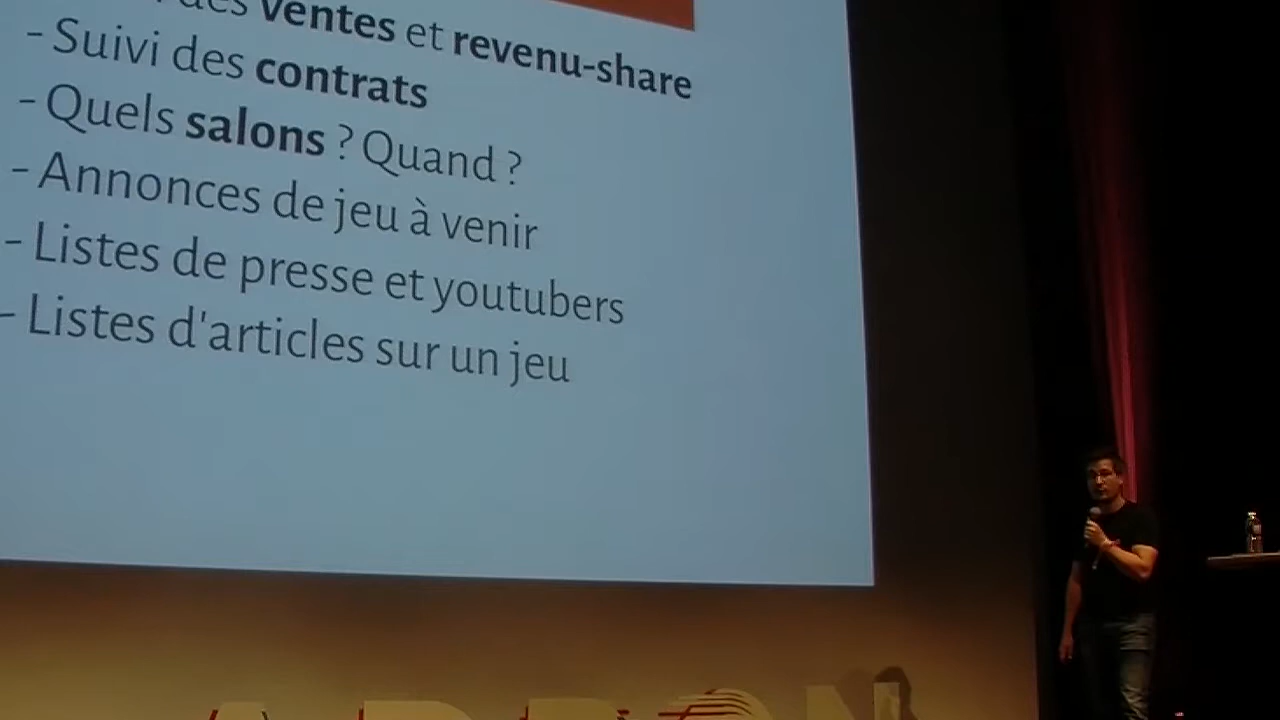 des ventes et revenu-share
- Suivi des contrats
- Quels salons ? Quand ?
- Annonces de jeu à venir
- Listes de presse et youtubers
- Listes d'articles sur un jeu